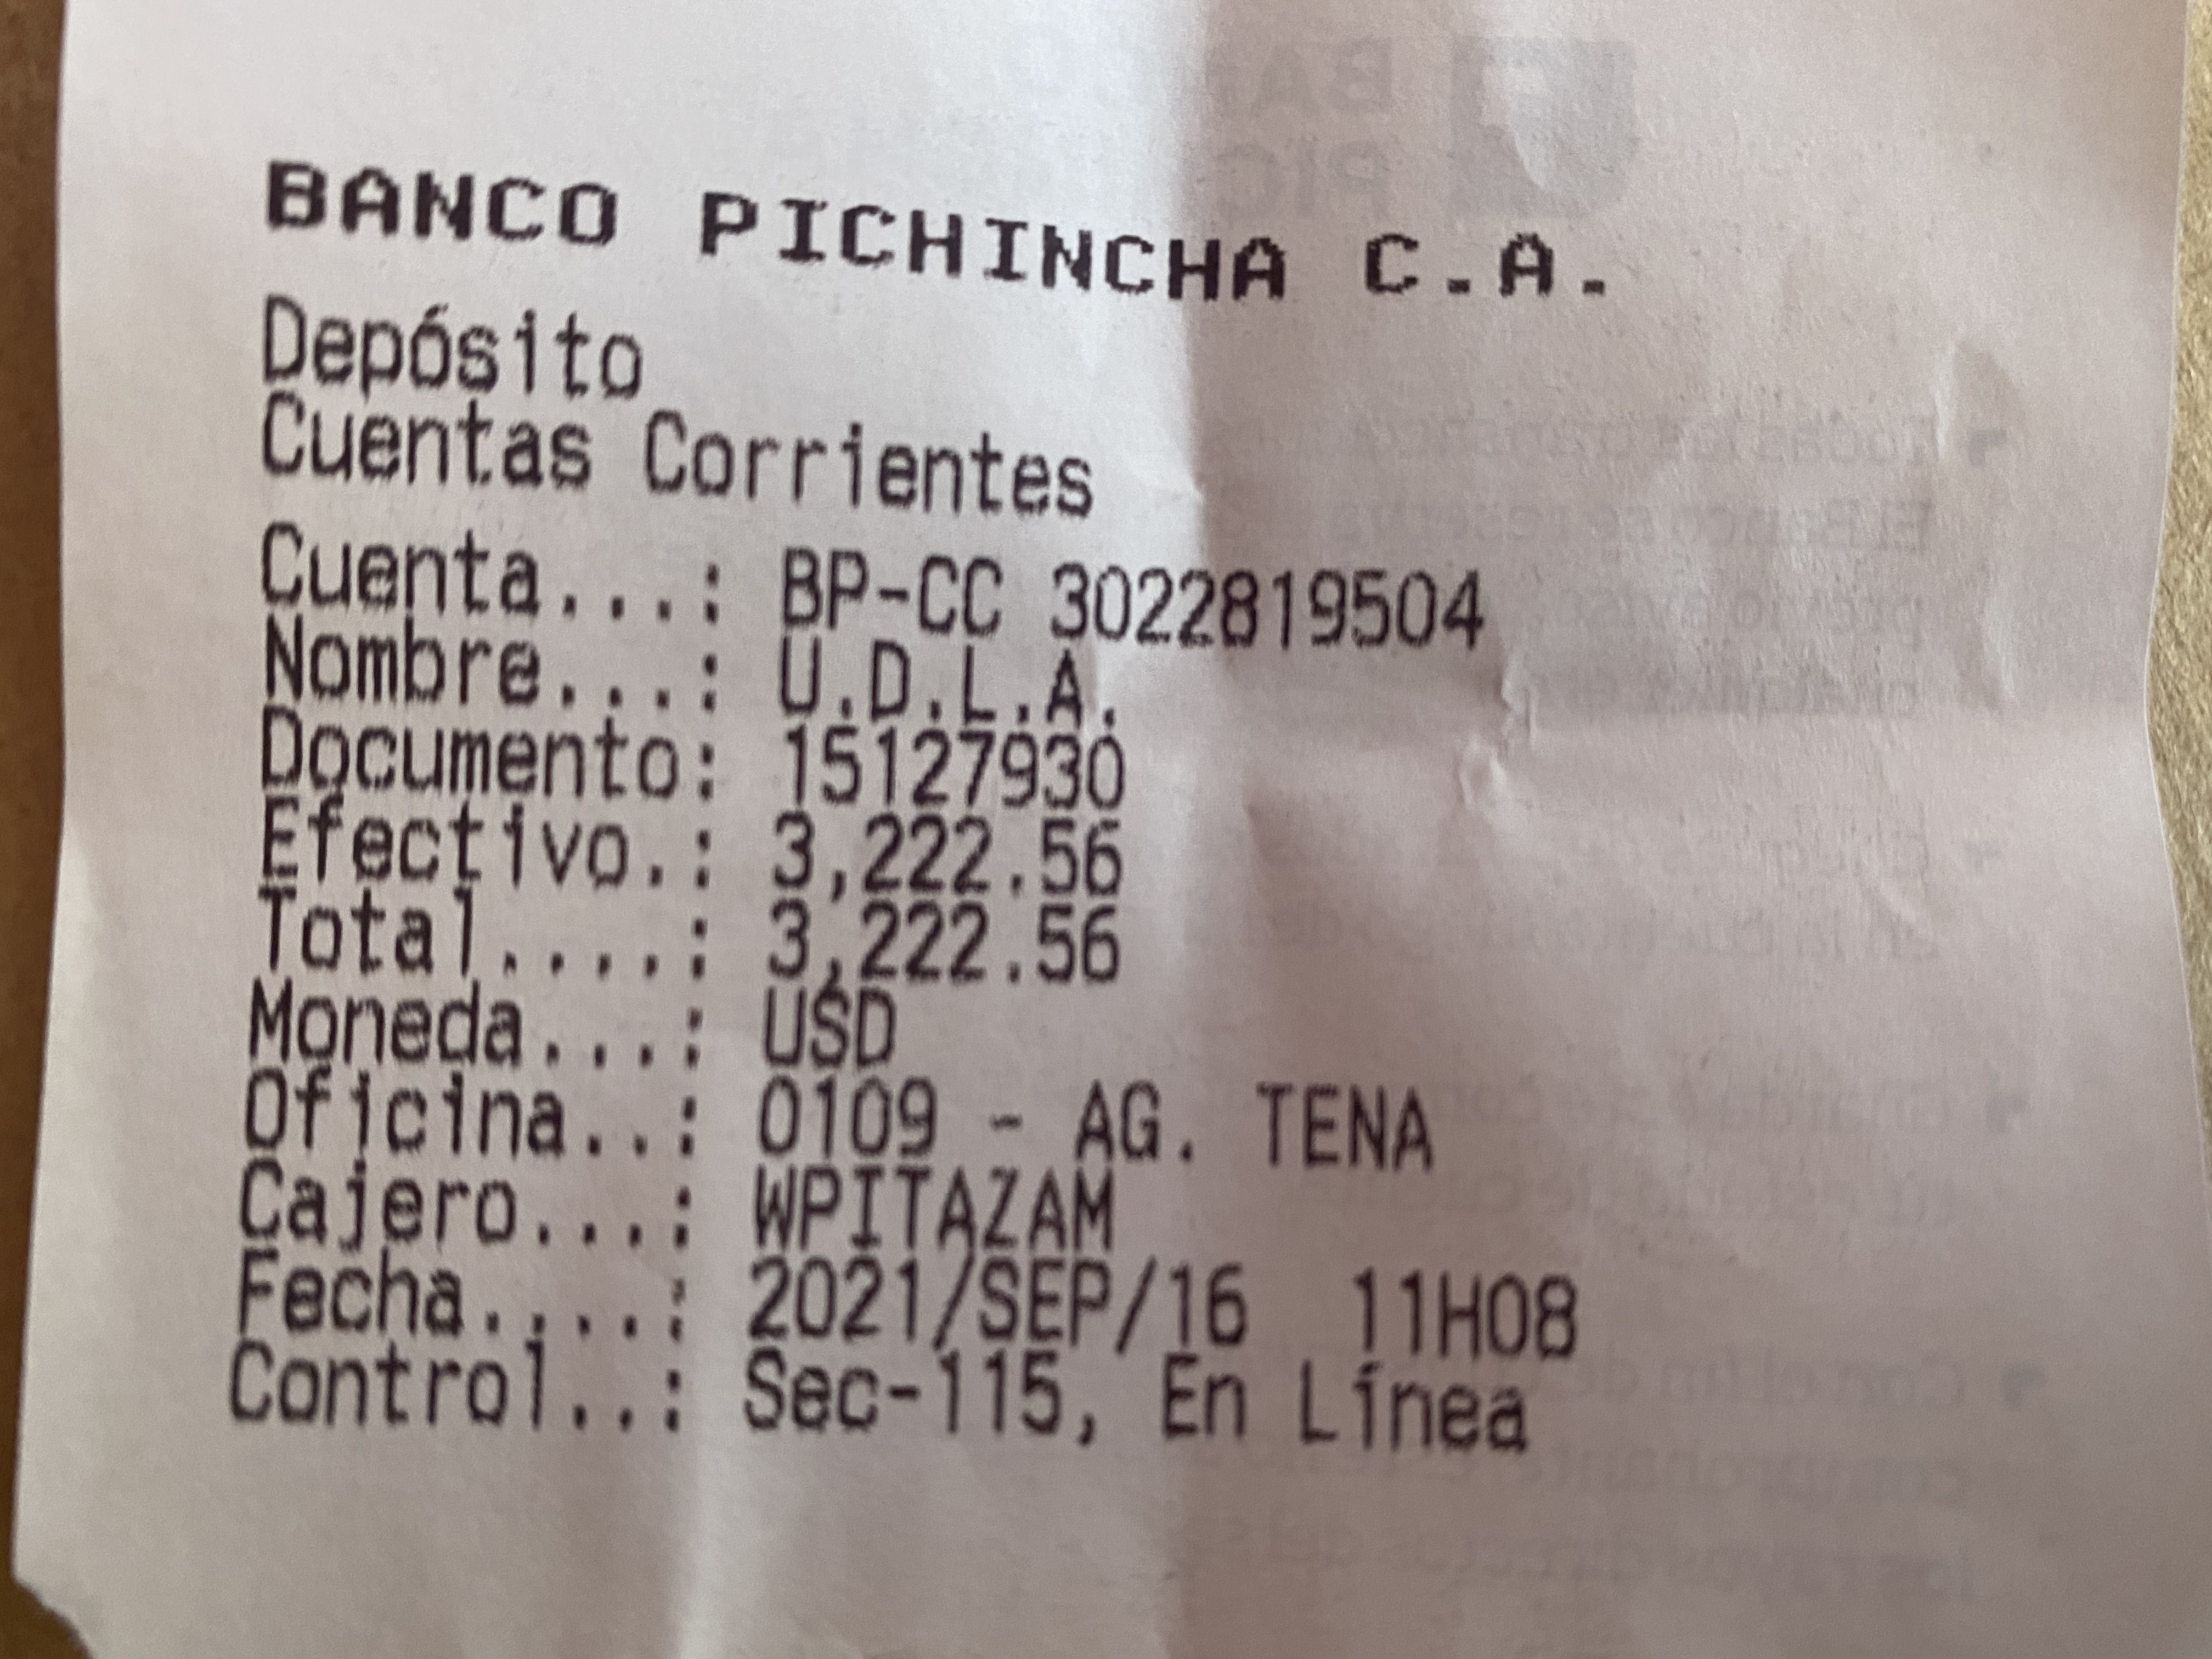 BANCO PICHINCHA C.A.
Depósito
Cuentas Corrientes
Cuenta...: BP-CC 3022819504
Nombre...: U.D.L.A.
Documento: 15127930
Efectivo.: 3,222.56
Total....: 3,222.56
Moneda...: USD
Oficina..: 0109 - AG. TENA
Cajero...: WPITAZAM
Fecha....: 2021/SEP/16 11H08
Control..: Sec-115, En Línea